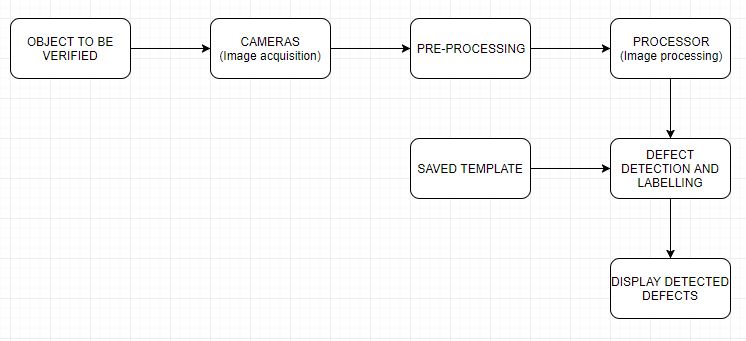 OBJECT TO BE
VERIFIED
CAMERAS
(Image acquisition)
PRE-PROCESSING
PROCESSOR
(Image processing)
SAVED TEMPLATE
DEFECT
DETECTION AND
LABELLING
DISPLAY DETECTED
DEFECTS